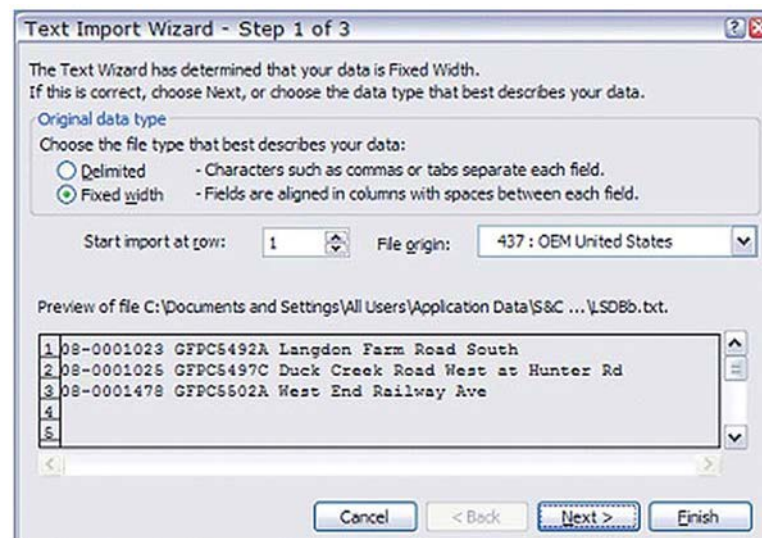 Text Import Wizard - Step 1 of 3
The Text Wizard has determined that your data is Fixed Width.
If this is correct, choose Next, or choose the data type that best describes your data.
Original data type
Choose the file type that best describes your data:
Delimited - Characters such as commas or tabs separate each field.
Fixed width - Fields are aligned in columns with spaces between each field.
Start import at row: 1 File origin: 437 : OEM United States
Preview of file C:\Documents and Settings\All Users\Application Data\S&C ...\LSDBb.txt.
1 08-0001023 GFPC5492A Langdon Farm Road South
2 08-0001025 GFPC5497C Duck Creek Road West at Hunter Rd
3 08-0001478 GFPC5502A West End Railway Ave
4
5
Cancel < Back Next > Finish